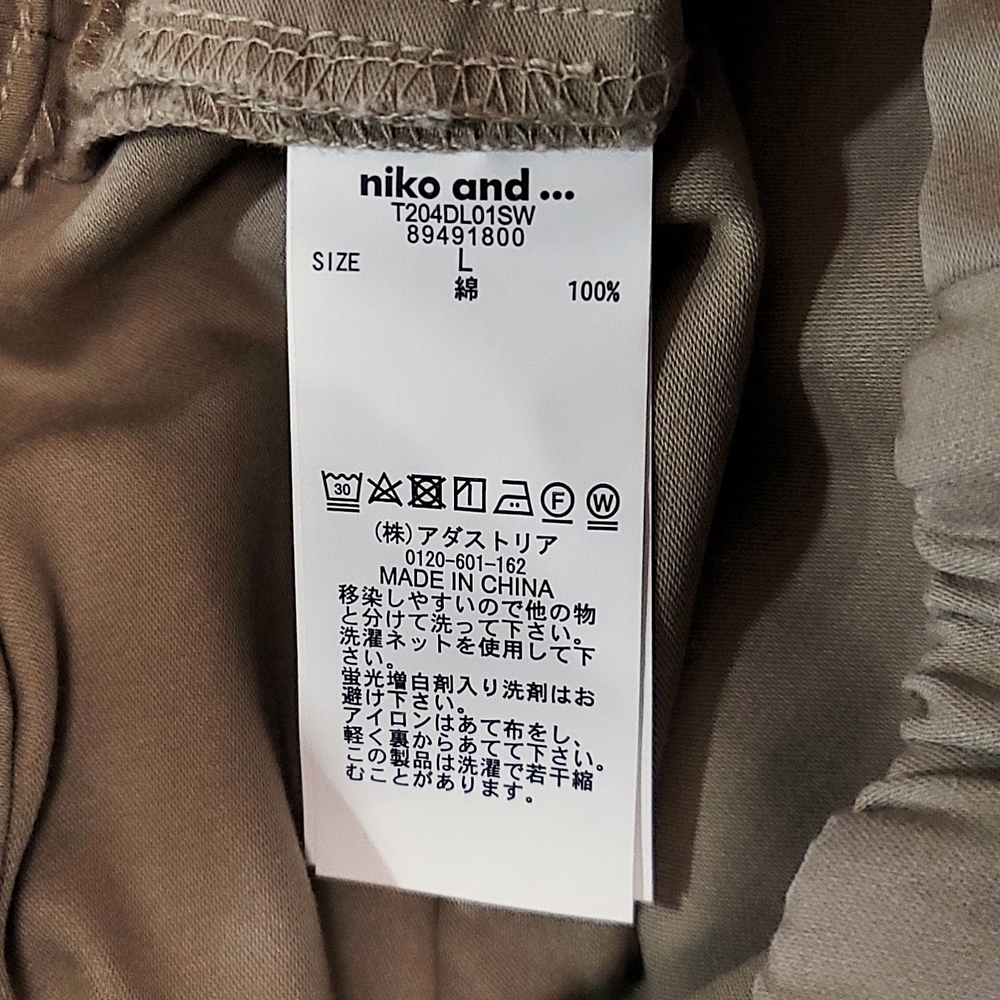 niko and ...
T204DL01SW
89491800
SIZE L
綿 100%
30 F W
(株)アダストリア
0120-601-162
MADE IN CHINA
移染しやすいので他の物
と分けて洗って下さい。
洗濯ネットを使用して下
さい。
蛍光増白剤入り洗剤はお
避け下さい。
アイロンはあて布をし、
軽く裏からあてて下さい。
この製品は洗濯で若干縮
むことがあります。